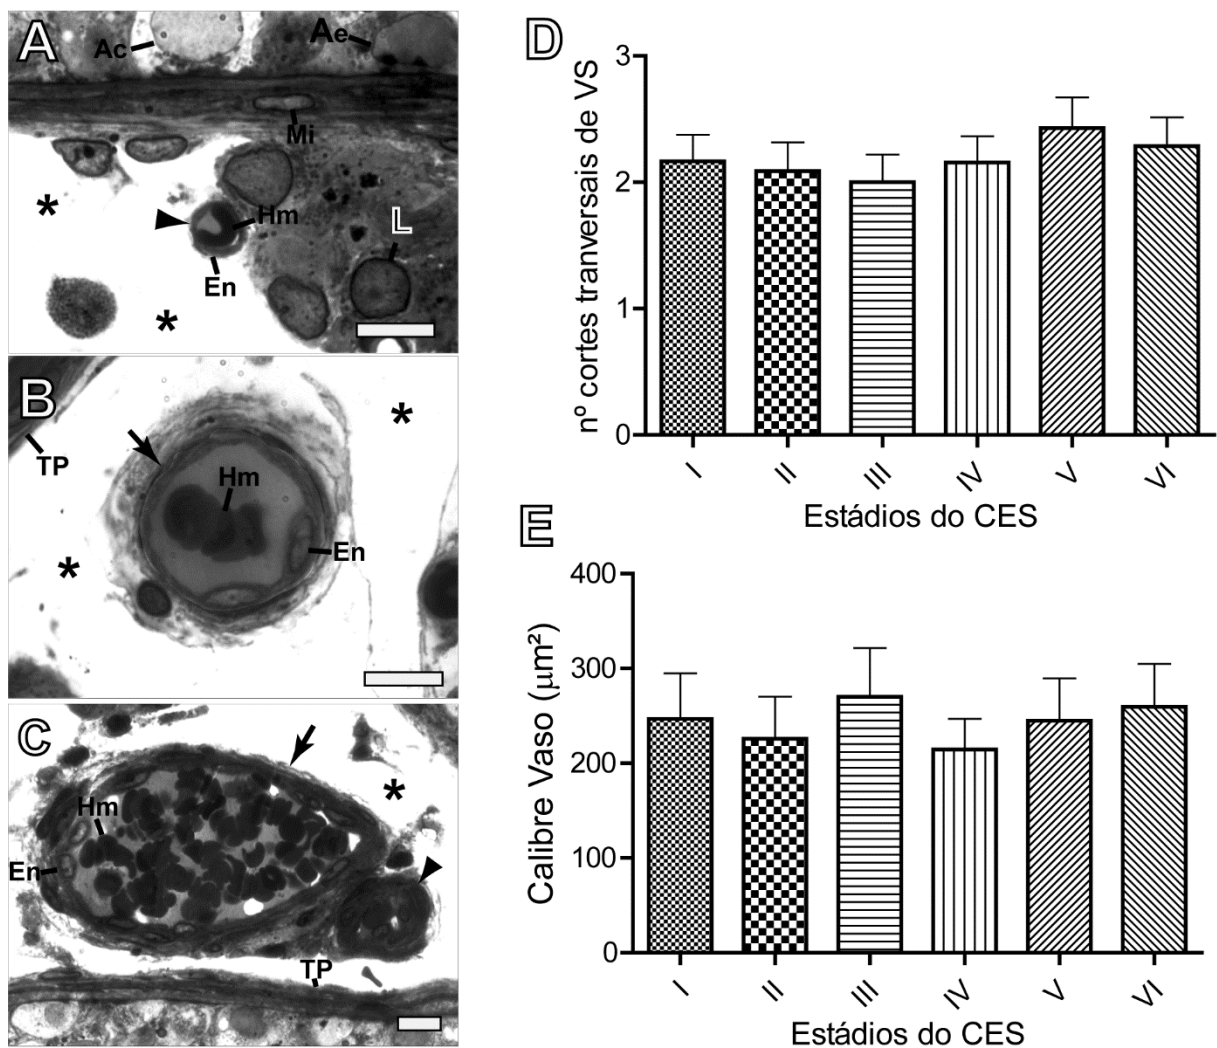 A
Ac
Ae
Mi
*
Hm
L
En
*
B
*
TP
Hm
En
*
C
Hm
*
En
TP
D
nº cortes tranversais de VS
3
2
1
0
I
II
III
IV
V
VI
Estádios do CES
E
Calibre Vaso (µm²)
400
300
200
100
0
I
II
III
IV
V
VI
Estádios do CES